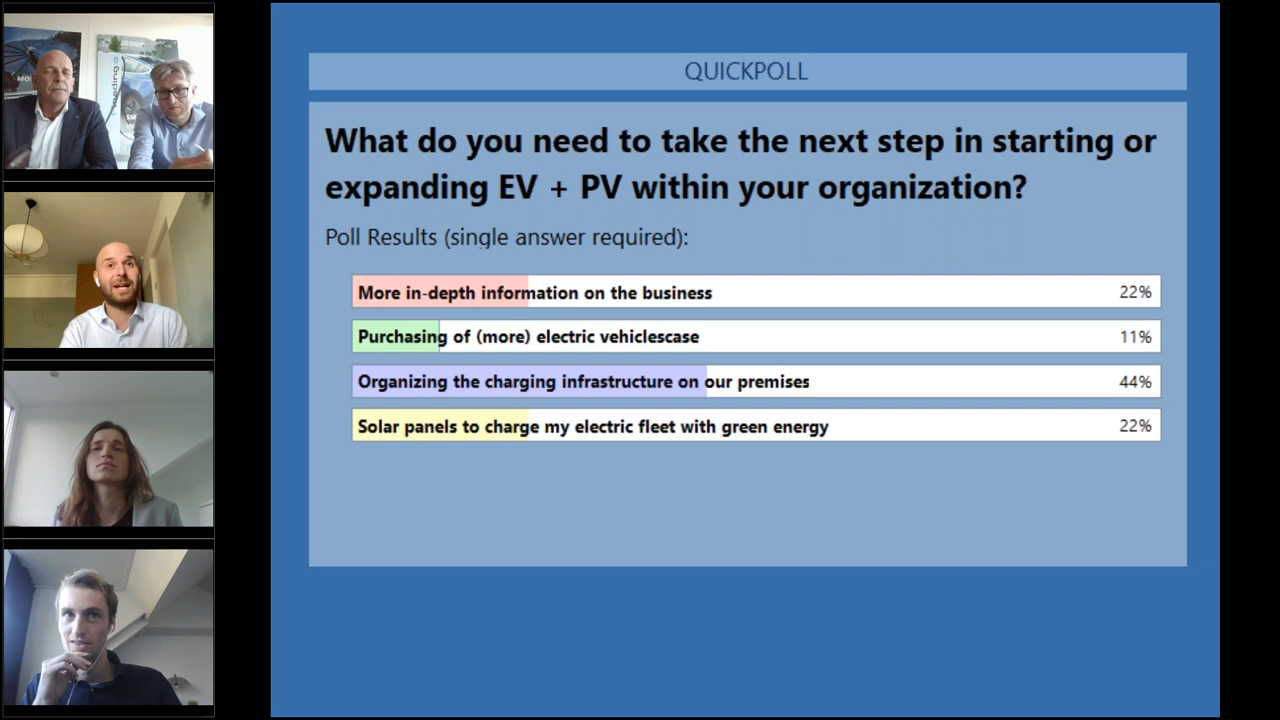 QUICKPOLL
What do you need to take the next step in starting or
expanding EV + PV within your organization?
Poll Results (single answer required):
More in-depth information on the business 22%
Purchasing of (more) electric vehiclescase 11%
Organizing the charging infrastructure on our premises 44%
Solar panels to charge my electric fleet with green energy 22%